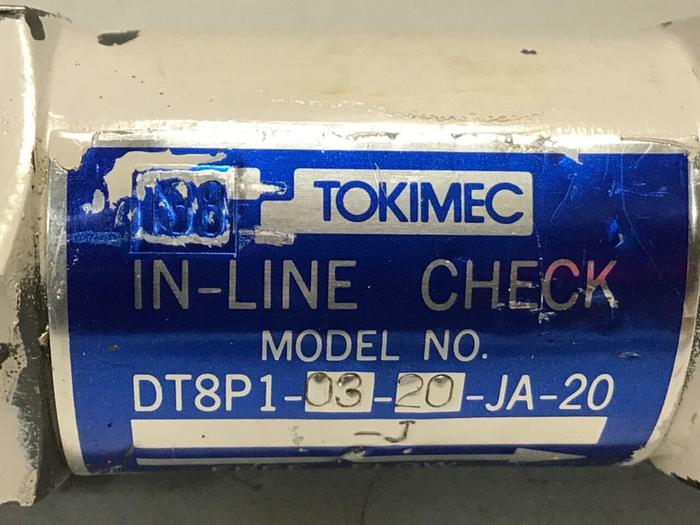 TOKIMEC
IN-LINE CHECK
MODEL NO.
DT8P1-03-20-JA-20
-J